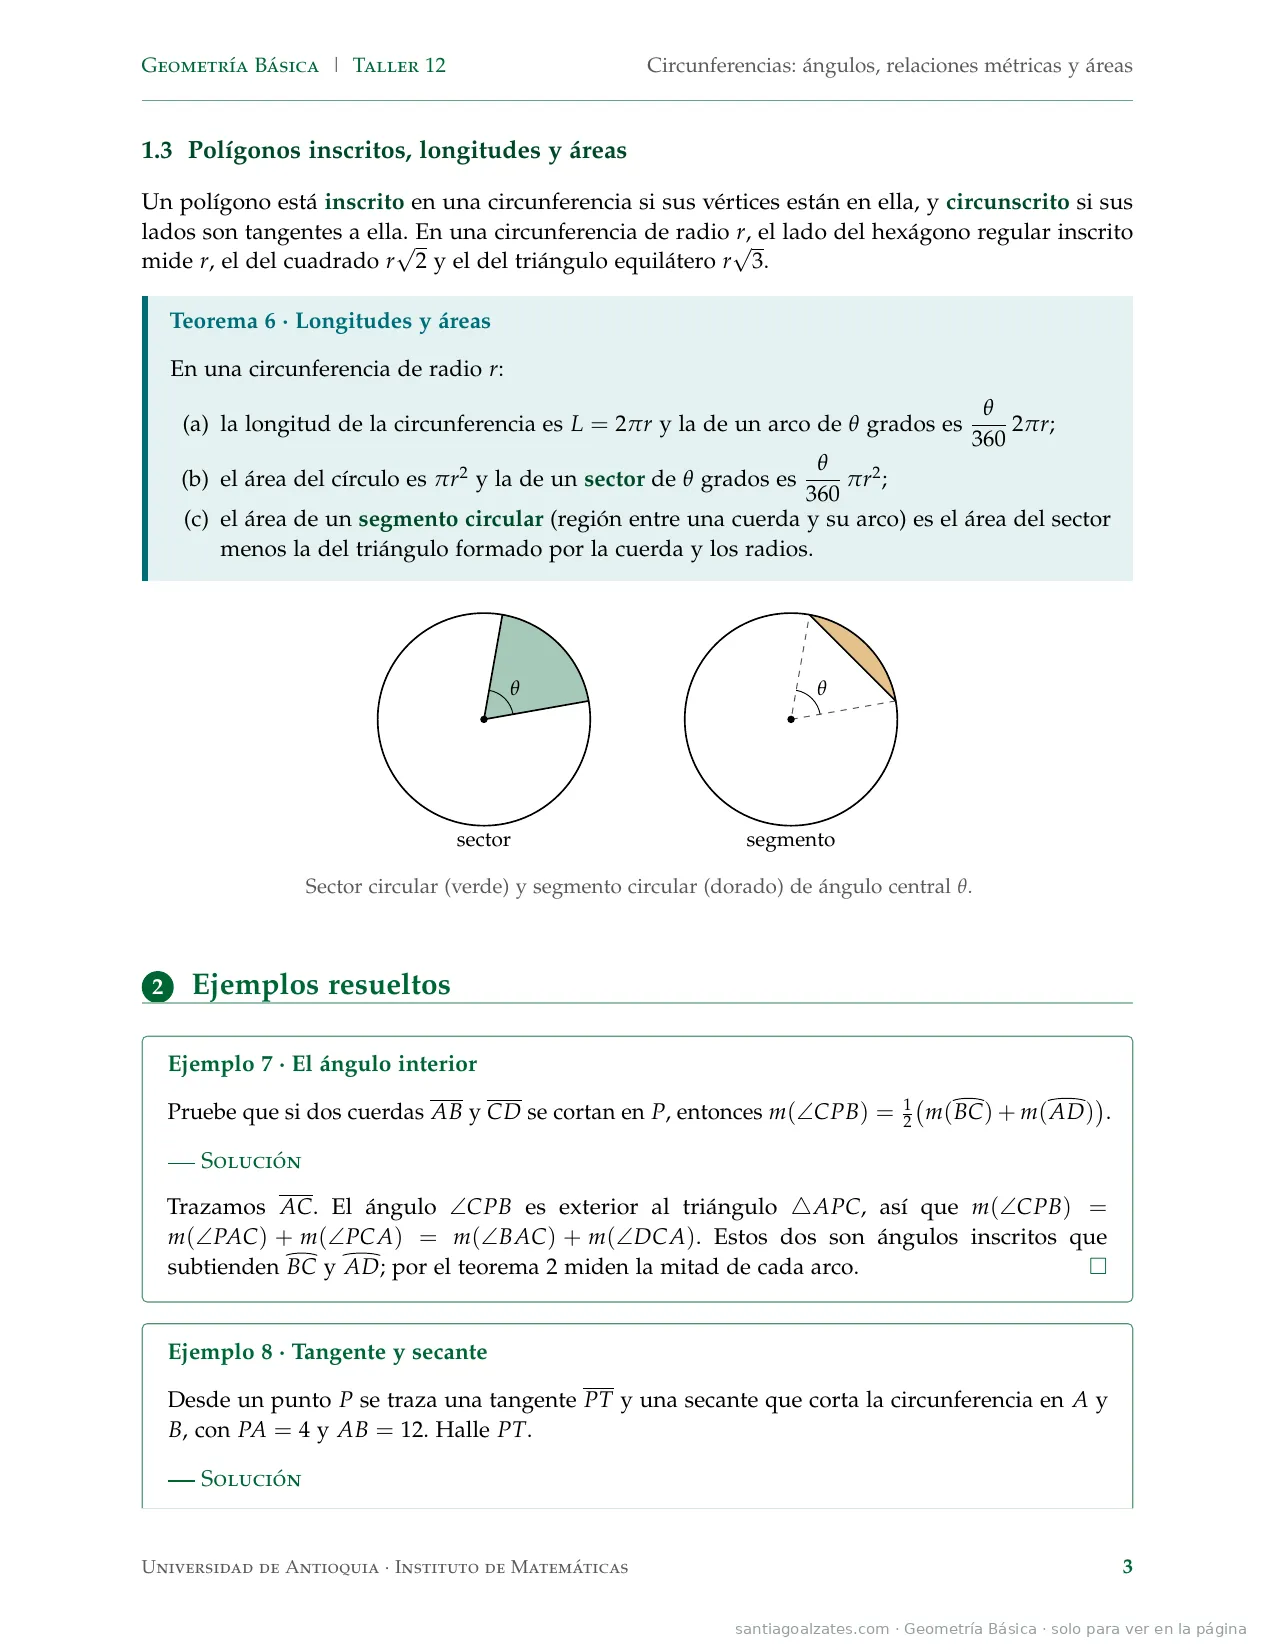 Geometría Básica | Taller 12 Circunferencias: ángulos, relaciones métricas y áreas
1.3 Polígonos inscritos, longitudes y áreas
Un polígono está inscrito en una circunferencia si sus vértices están en ella, y circunscrito si sus
lados son tangentes a ella. En una circunferencia de radio r, el lado del hexágono regular inscrito
mide r, el del cuadrado r√2 y el del triángulo equilátero r√3.
Teorema 6 · Longitudes y áreas
En una circunferencia de radio r:
(a) la longitud de la circunferencia es L = 2πr y la de un arco de θ grados es θ/360 2πr;
(b) el área del círculo es πr² y la de un sector de θ grados es θ/360 πr²;
(c) el área de un segmento circular (región entre una cuerda y su arco) es el área del sector
menos la del triángulo formado por la cuerda y los radios.
θ θ
sector segmento
Sector circular (verde) y segmento circular (dorado) de ángulo central θ.
2 Ejemplos resueltos
Ejemplo 7 · El ángulo interior
Pruebe que si dos cuerdas A̅B̅ y C̅D̅ se cortan en P, entonces m(∠CPB) = ½(m(B͡C) + m(A͡D)).
— Solución
Trazamos A̅C̅. El ángulo ∠CPB es exterior al triángulo △APC, así que m(∠CPB) =
m(∠PAC) + m(∠PCA) = m(∠BAC) + m(∠DCA). Estos dos son ángulos inscritos que
subtienden B͡C y A͡D; por el teorema 2 miden la mitad de cada arco. □
Ejemplo 8 · Tangente y secante
Desde un punto P se traza una tangente P̅T̅ y una secante que corta la circunferencia en A y
B, con PA = 4 y AB = 12. Halle PT.
— Solución
Universidad de Antioquia · Instituto de Matemáticas 3
santiagoalzates.com · Geometría Básica · solo para ver en la página